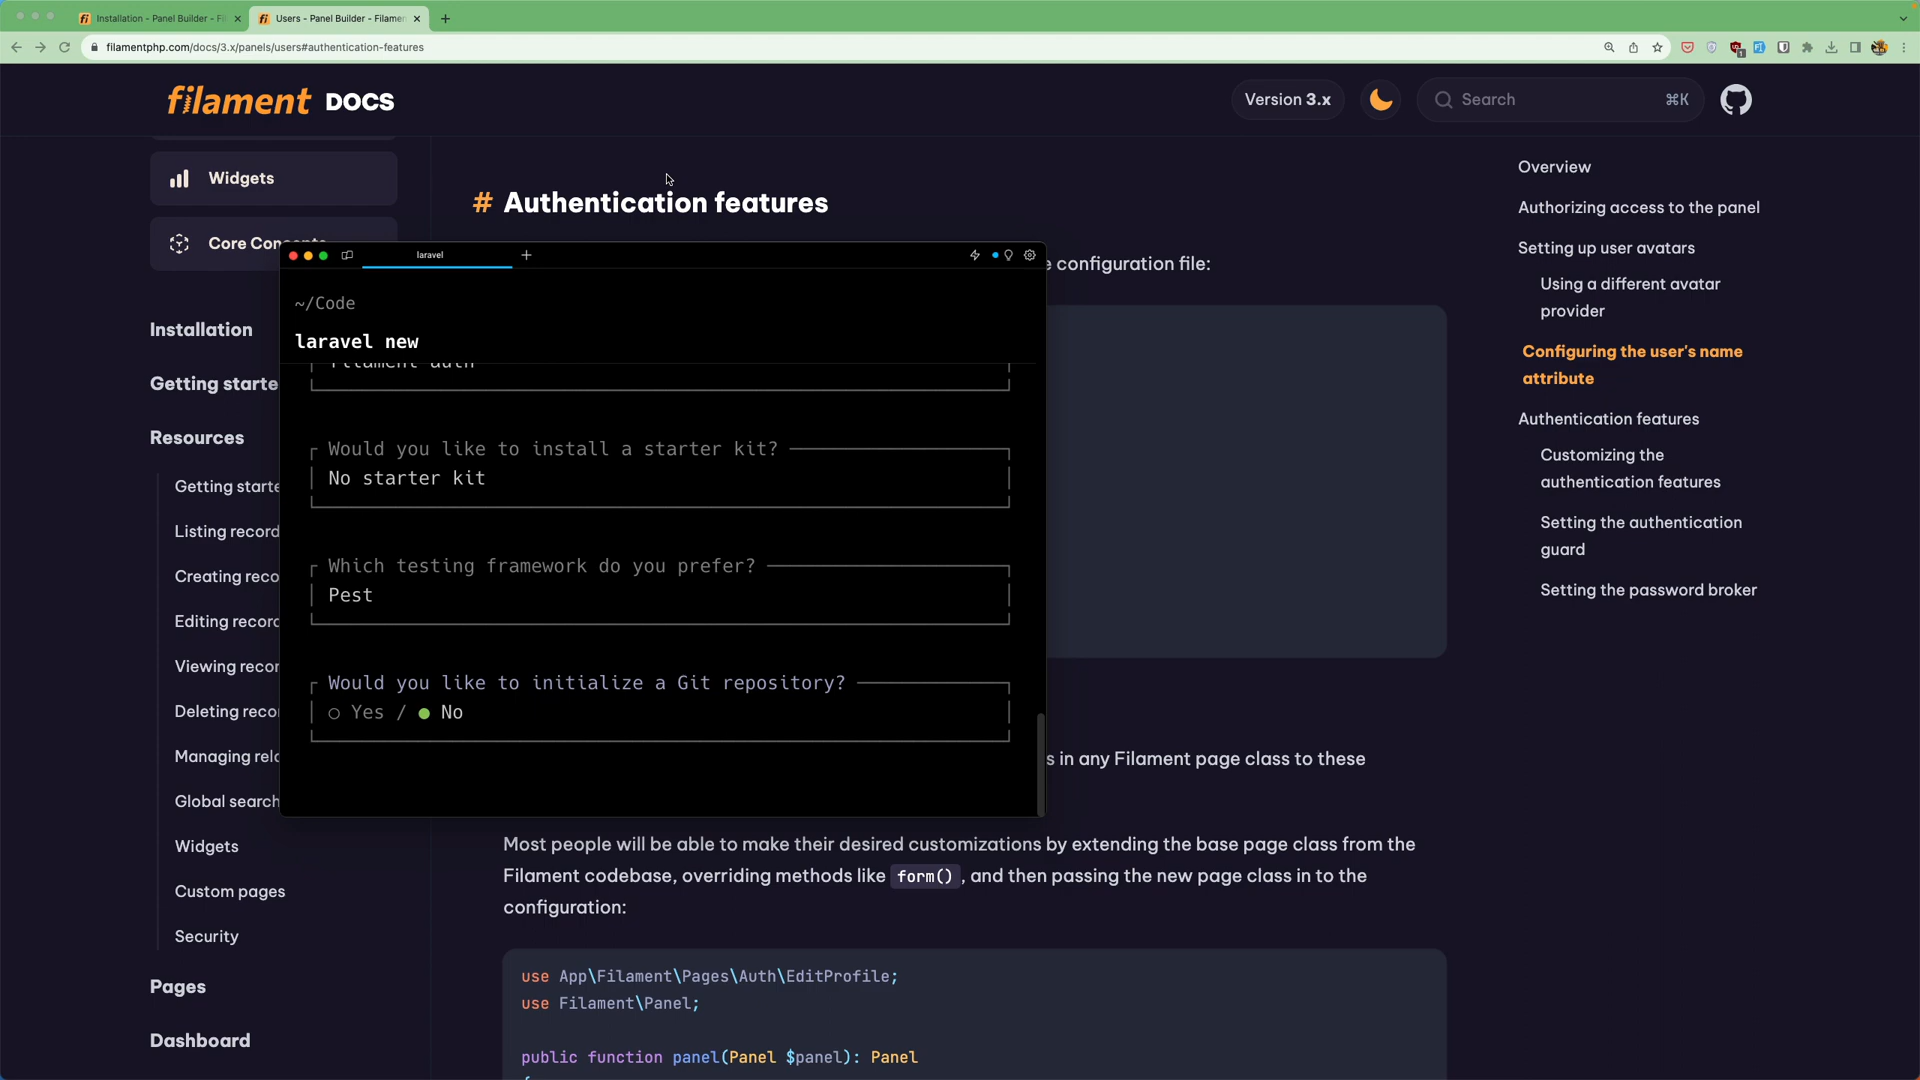 Installation - Panel Builder - Fi
Users - Panel Builder - Filamen
filamentphp.com/docs/3.x/panels/users#authentication-features
filament DOCS
Version 3.x
Search
⌘K
Widgets
Core Concepts
Installation
Getting starte
Resources
Getting starte
Listing record
Creating reco
Editing recorc
Viewing recor
Deleting recor
Managing rela
Global search
Widgets
Custom pages
Security
Pages
Dashboard
# Authentication features
e configuration file:
laravel
~/Code
laravel new
filament-auth
Would you like to install a starter kit?
No starter kit
Which testing framework do you prefer?
Pest
Would you like to initialize a Git repository?
○ Yes / ● No
s in any Filament page class to these
Most people will be able to make their desired customizations by extending the base page class from the
Filament codebase, overriding methods like form() , and then passing the new page class in to the
configuration:
use App\Filament\Pages\Auth\EditProfile;
use Filament\Panel;
public function panel(Panel $panel): Panel
{
Overview
Authorizing access to the panel
Setting up user avatars
Using a different avatar
provider
Configuring the user's name
attribute
Authentication features
Customizing the
authentication features
Setting the authentication
guard
Setting the password broker